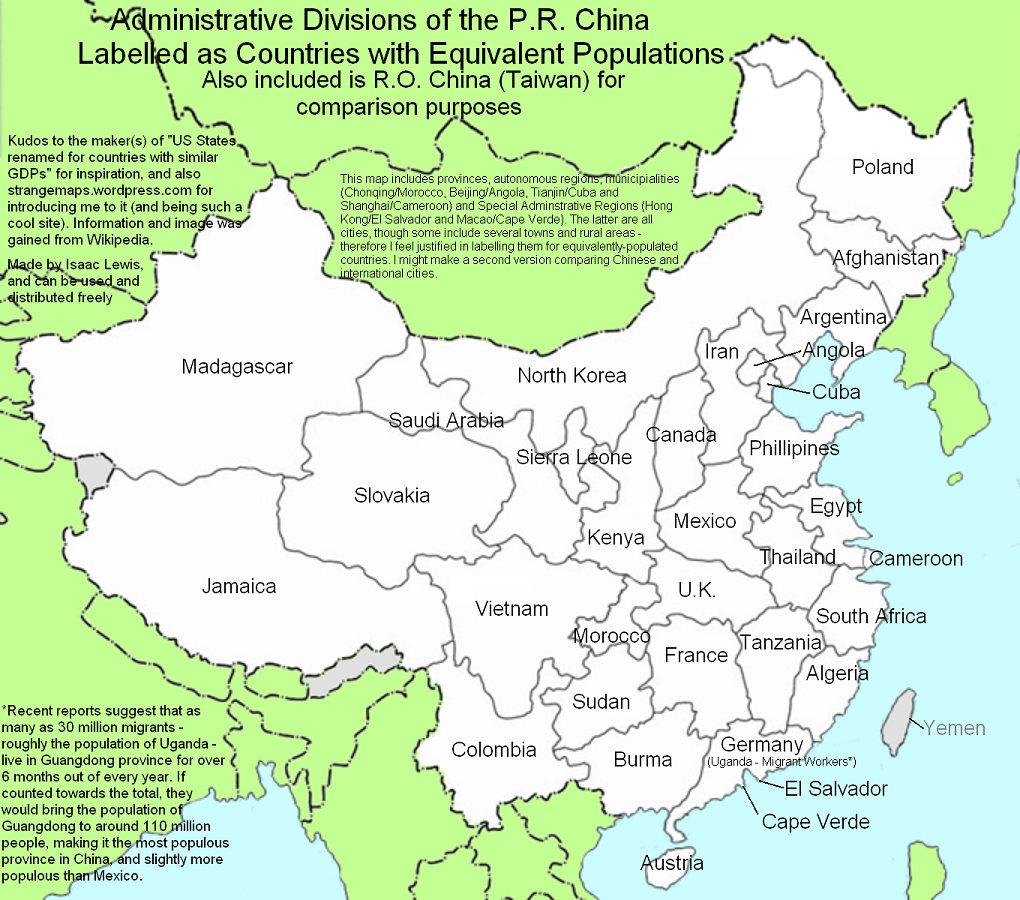 Administrative Divisions of the P.R. China
Labelled as Countries with Equivalent Populations
Also included is R.O. China (Taiwan) for
comparison purposes
Kudos to the maker(s) of "US States
renamed for countries with similar
GDPs" for inspiration, and also
strangemaps.wordpress.com for
introducing me to it (and being such a
cool site). Information and image was
gained from Wikipedia.
Made by Isaac Lewis,
and can be used and
distributed freely
This map includes provinces, autonomous regions, municipialities
(Chonqing/Morocco, Beijing/Angola, Tianjin/Cuba and
Shanghai/Cameroon) and Special Adminstrative Regions (Hong
Kong/El Salvador and Macao/Cape Verde). The latter are all
cities, though some include several towns and rural areas -
therefore I feel justified in labelling them for equivalently-populated
countries. I might make a second version comparing Chinese and
international cities.
Poland
Afghanistan
Argentina
Iran
Angola
Madagascar
North Korea
Cuba
Saudi Arabia
Canada
Phillipines
Sierra Leone
Slovakia
Egypt
Mexico
Kenya
Thailand
Cameroon
Jamaica
U.K.
Vietnam
South Africa
Morocco
Tanzania
France
Algeria
Sudan
Yemen
Colombia
Burma
Germany
(Uganda - Migrant Workers*)
El Salvador
Cape Verde
Austria
*Recent reports suggest that as
many as 30 million migrants -
roughly the population of Uganda -
live in Guangdong province for over
6 months out of every year. If
counted towards the total, they
would bring the population of
Guangdong to around 110 million
people, making it the most populous
province in China, and slightly more
populous than Mexico.